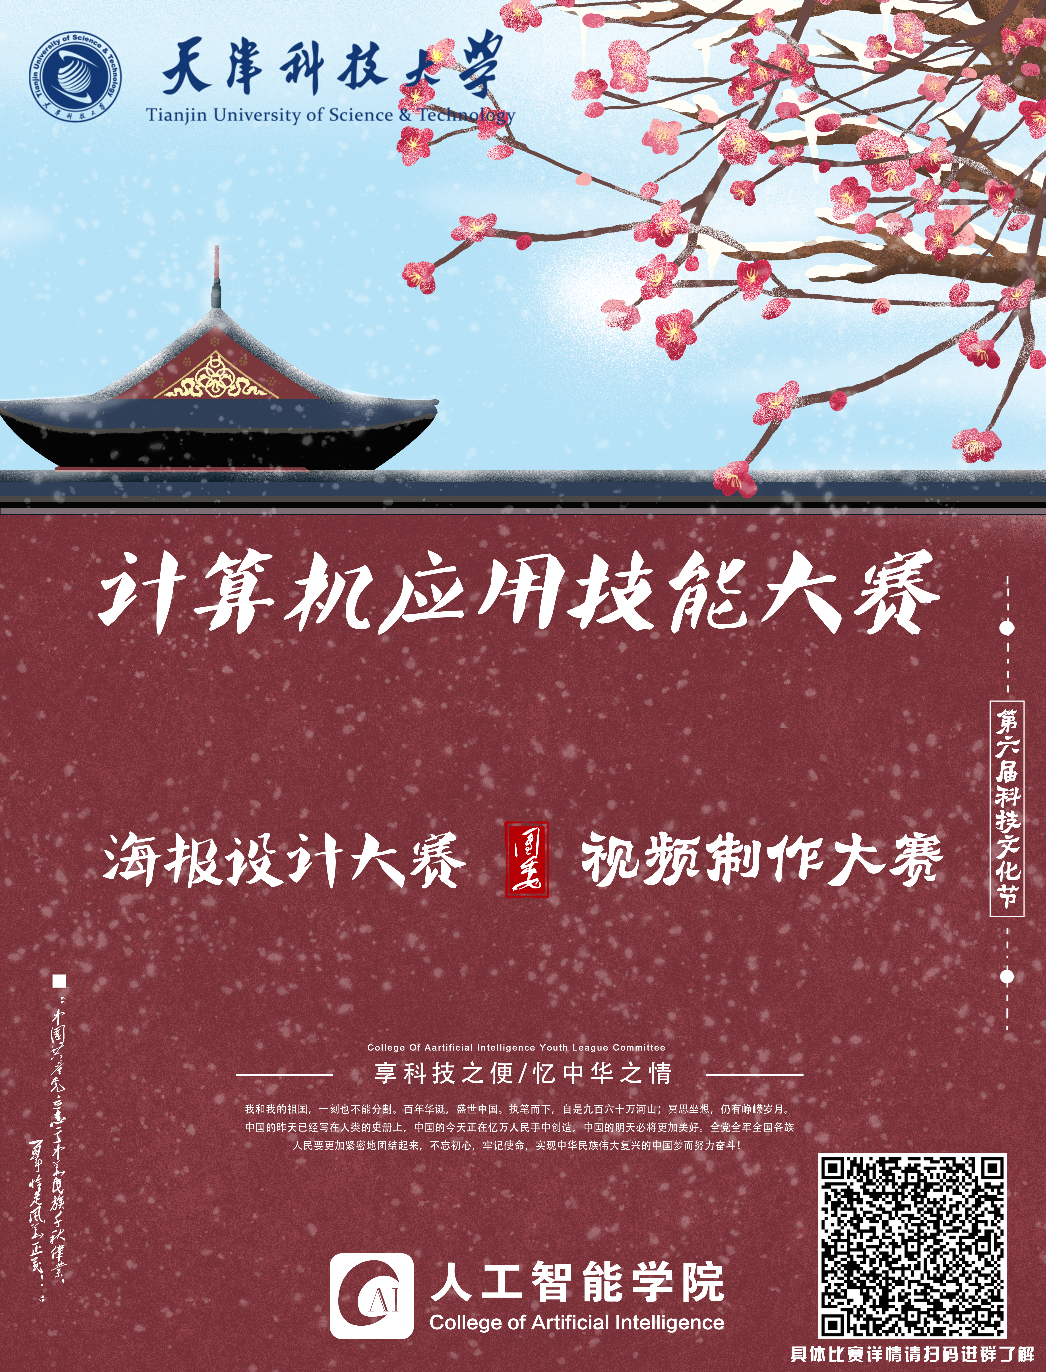 天津科技大学
Tianjin University of Science & Technology
计算机应用技能大赛
第六届科技文化节
海报设计大赛
团委
视频制作大赛
College Of Aartificial Intelligence Youth League Committee
享科技之便/忆中华之情
我和我的祖国，一刻也不能分割。百年华诞，盛世中国。执笔而下，自是九百六十万河山；冥思坐想，仍有峥嵘岁月。
中国的昨天已经写在人类的史册上，中国的今天正在亿万人民手中创造，中国的明天必将更加美好。全党全军全国各族
人民要更加紧密地团结起来，不忘初心，牢记使命，实现中华民族伟大复兴的中国梦而努力奋斗！
AI
人工智能学院
College of Artificial Intelligence
具体比赛详情请扫码进群了解